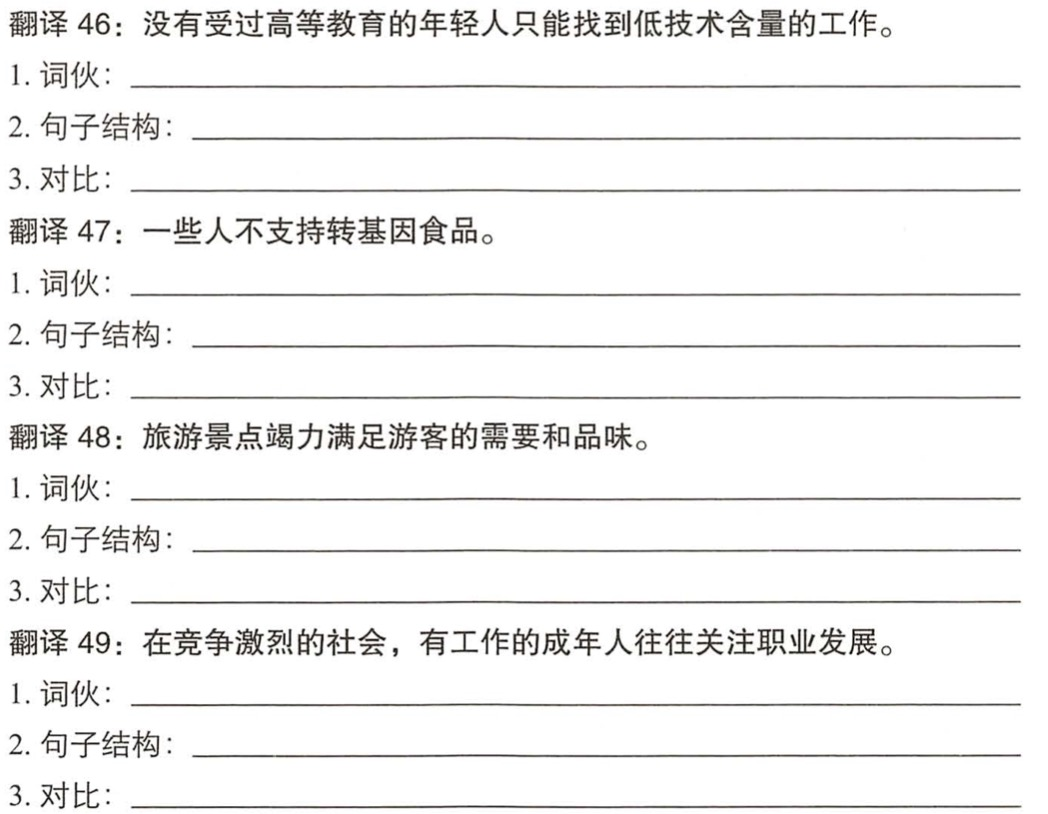 翻译 46：没有受过高等教育的年轻人只能找到低技术含量的工作。
1. 词伙：
2. 句子结构：
3. 对比：
翻译 47：一些人不支持转基因食品。
1. 词伙：
2. 句子结构：
3. 对比：
翻译 48：旅游景点竭力满足游客的需要和品味。
1. 词伙：
2. 句子结构：
3. 对比：
翻译 49：在竞争激烈的社会，有工作的成年人往往关注职业发展。
1. 词伙：
2. 句子结构：
3. 对比：